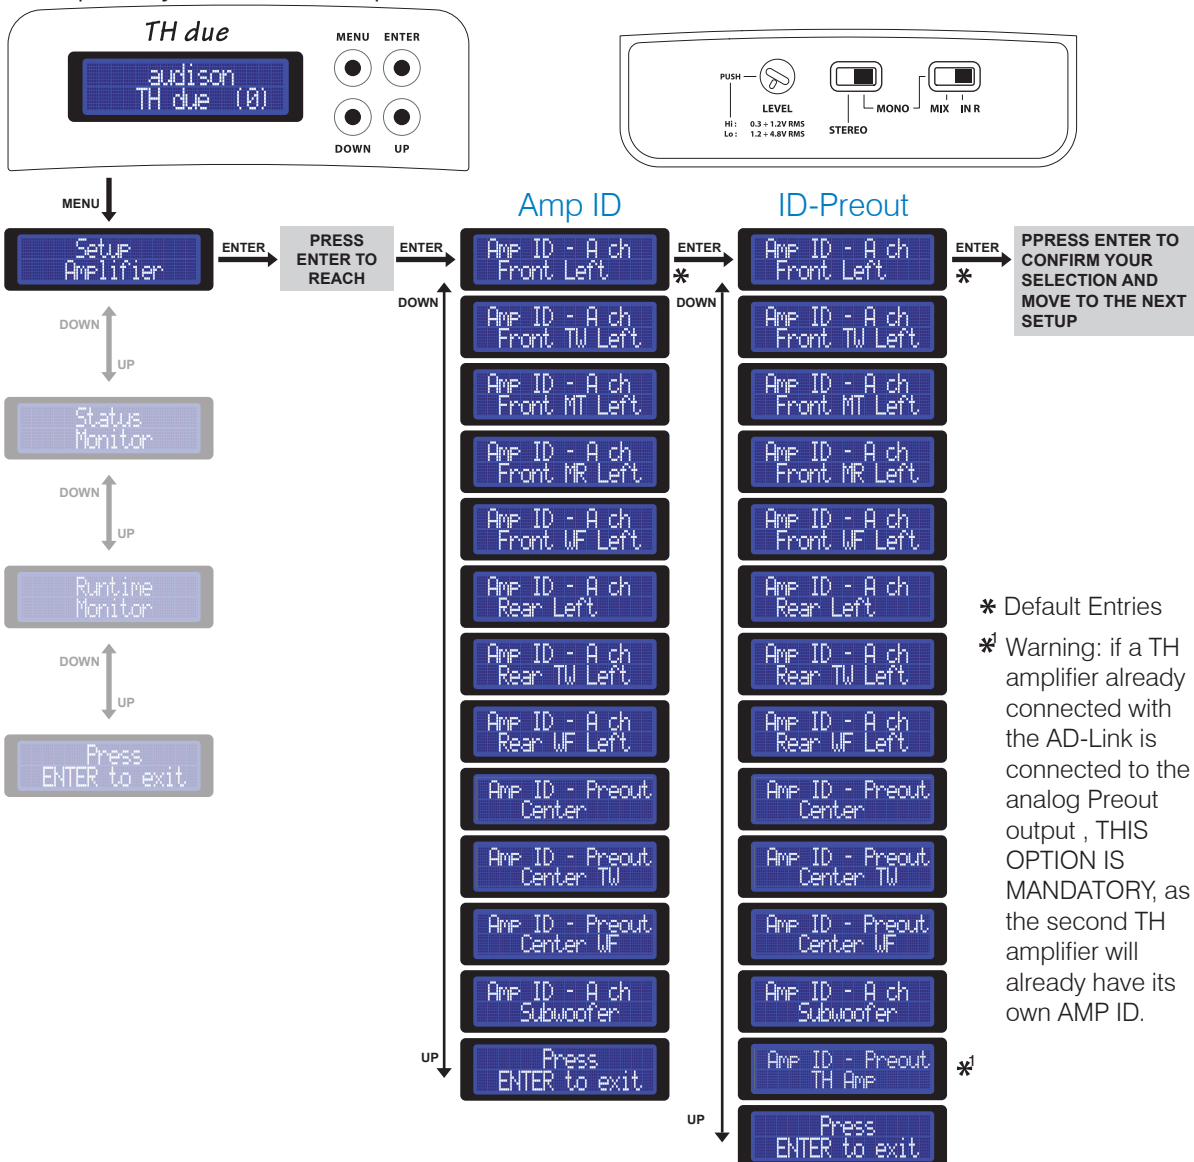 TH due
MENU ENTER
audison
TH due (0)
DOWN UP
PUSH
LEVEL
Hi : 0.3 ÷ 1.2V RMS
Lo : 1.2 ÷ 4.8V RMS
STEREO
MONO
MIX IN R
MENU
Setup
Amplifier
ENTER
PRESS
ENTER TO
REACH
ENTER
DOWN
UP
Status
Monitor
DOWN
UP
Runtime
Monitor
DOWN
UP
Press
ENTER to exit
Amp ID
Amp ID - A ch
Front Left
ENTER
*
DOWN
Amp ID - A ch
Front TW Left
Amp ID - A ch
Front MT Left
Amp ID - A ch
Front MR Left
Amp ID - A ch
Front WF Left
Amp ID - A ch
Rear Left
Amp ID - A ch
Rear TW Left
Amp ID - A ch
Rear WF Left
Amp ID - Preout
Center
Amp ID - Preout
Center TW
Amp ID - Preout
Center WF
Amp ID - A ch
Subwoofer
UP
Press
ENTER to exit
ID-Preout
Amp ID - A ch
Front Left
ENTER
*
DOWN
Amp ID - A ch
Front TW Left
Amp ID - A ch
Front MT Left
Amp ID - A ch
Front MR Left
Amp ID - A ch
Front WF Left
Amp ID - A ch
Rear Left
Amp ID - A ch
Rear TW Left
Amp ID - A ch
Rear WF Left
Amp ID - Preout
Center
Amp ID - Preout
Center TW
Amp ID - Preout
Center WF
Amp ID - A ch
Subwoofer
Amp ID - Preout
TH Amp
*1
UP
Press
ENTER to exit
PPRESS ENTER TO
CONFIRM YOUR
SELECTION AND
MOVE TO THE NEXT
SETUP
* Default Entries
*1 Warning: if a TH
amplifier already
connected with
the AD-Link is
connected to the
analog Preout
output , THIS
OPTION IS
MANDATORY, as
the second TH
amplifier will
already have its
own AMP ID.